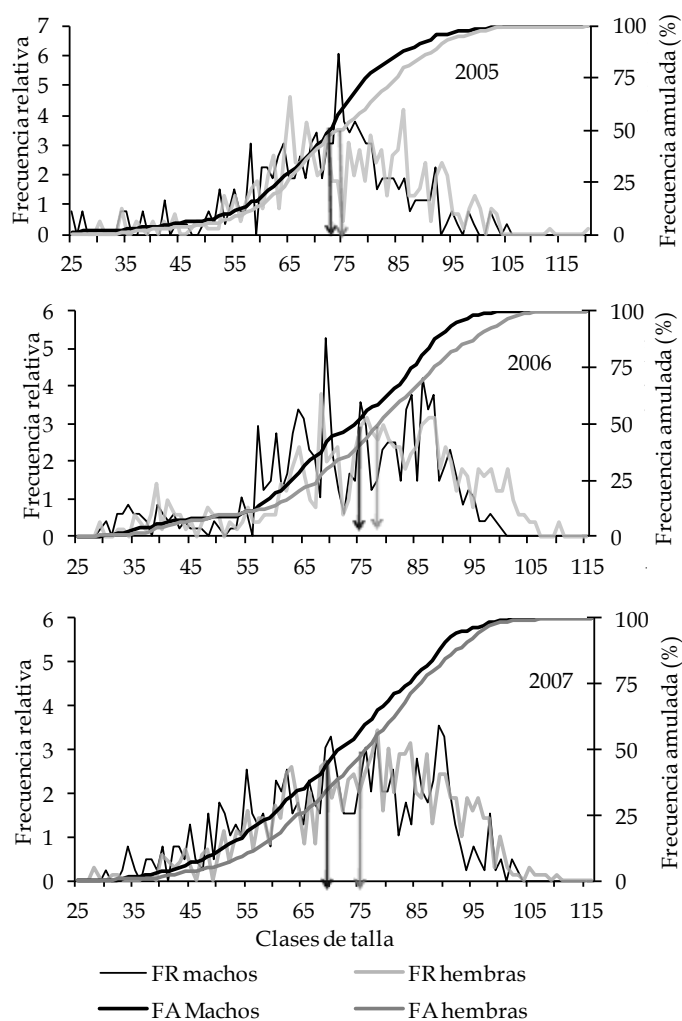 2005
Frecuencia relativa
7
6
5
4
3
2
1
0
100
75
50
25
0
Frecuencia amulada (%)
25 35 45 55 65 75 85 95 105 115
2006
Frecuencia relativa
6
5
4
3
2
1
0
100
75
50
25
0
Frecuencia amulada (%)
25 35 45 55 65 75 85 95 105 115
2007
Frecuencia relativa
6
5
4
3
2
1
0
100
75
50
25
0
Frecuencia amulada (%)
25 35 45 55 65 75 85 95 105 115
Clases de talla
FR machos
FR hembras
FA Machos
FA hembras